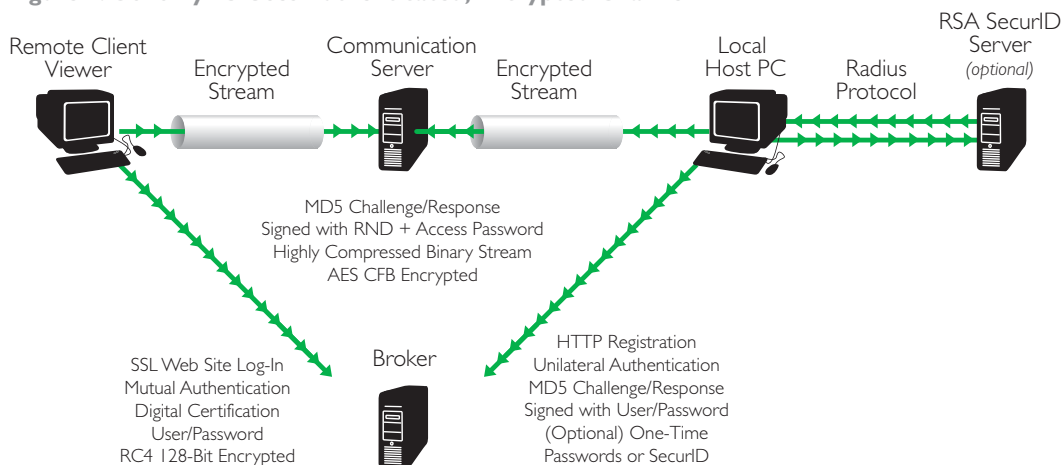 RSA SecurID
Server
(optional)
Remote Client
Viewer
Encrypted
Stream
Communication
Server
Encrypted
Stream
Local
Host PC
Radius
Protocol
MD5 Challenge/Response
Signed with RND + Access Password
Highly Compressed Binary Stream
AES CFB Encrypted
SSL Web Site Log-In
Mutual Authentication
Digital Certification
User/Password
RC4 128-Bit Encrypted
Broker
HTTP Registration
Unilateral Authentication
MD5 Challenge/Response
Signed with User/Password
(Optional) One-Time
Passwords or SecurID